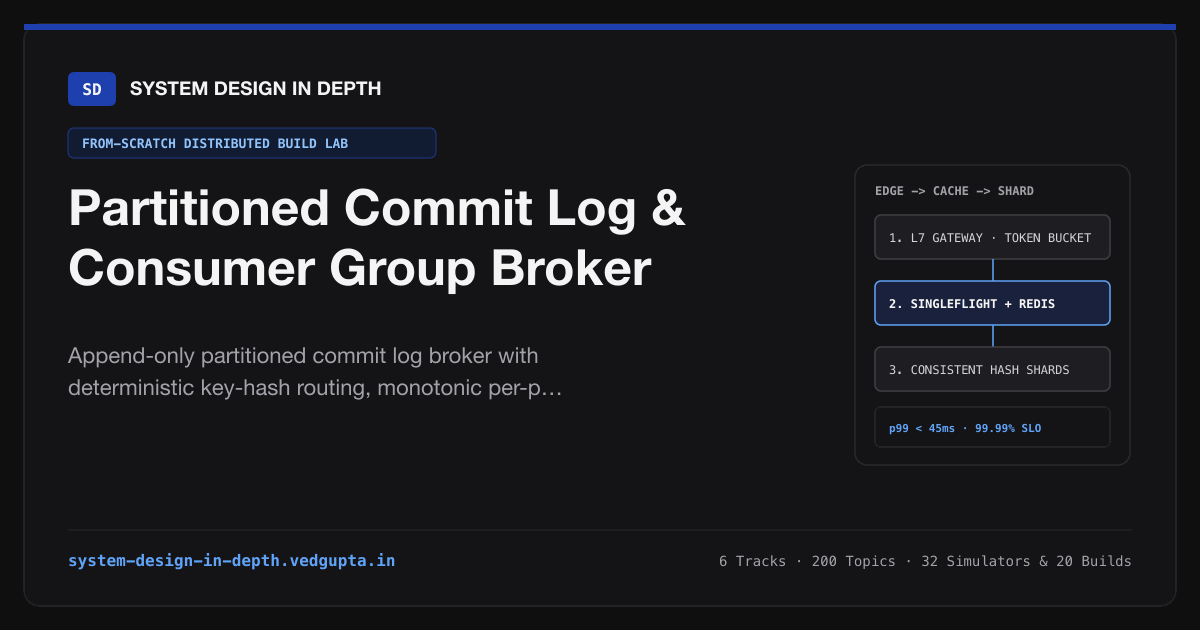 SD
SYSTEM DESIGN IN DEPTH
FROM-SCRATCH DISTRIBUTED BUILD LAB
Partitioned Commit Log &
Consumer Group Broker
Append-only partitioned commit log broker with
deterministic key-hash routing, monotonic per-p…
EDGE -> CACHE -> SHARD
1. L7 GATEWAY · TOKEN BUCKET
2. SINGLEFLIGHT + REDIS
3. CONSISTENT HASH SHARDS
p99 < 45ms · 99.99% SLO
system-design-in-depth.vedgupta.in
6 Tracks · 200 Topics · 32 Simulators & 20 Builds